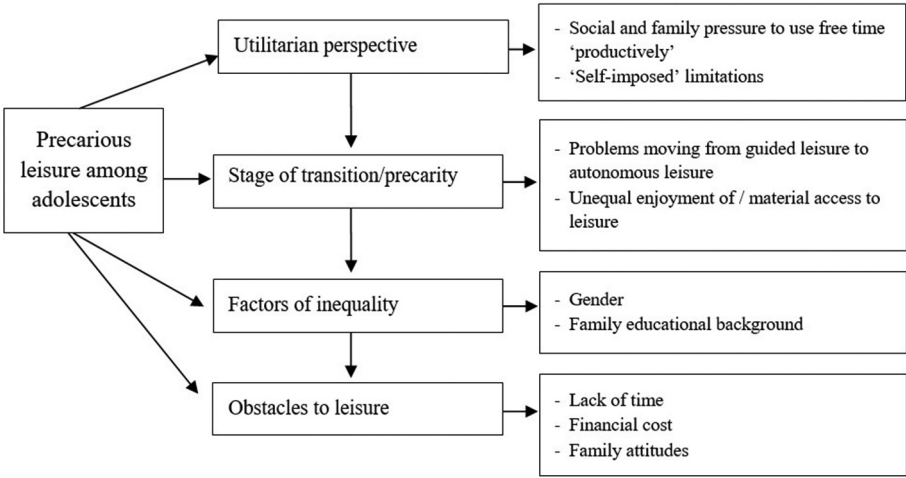 Precarious
leisure among
adolescents
Utilitarian perspective
- Social and family pressure to use free time
‘productively’
- ‘Self-imposed’ limitations
Stage of transition/precarity
- Problems moving from guided leisure to
autonomous leisure
- Unequal enjoyment of / material access to
leisure
Factors of inequality
- Gender
- Family educational background
Obstacles to leisure
- Lack of time
- Financial cost
- Family attitudes